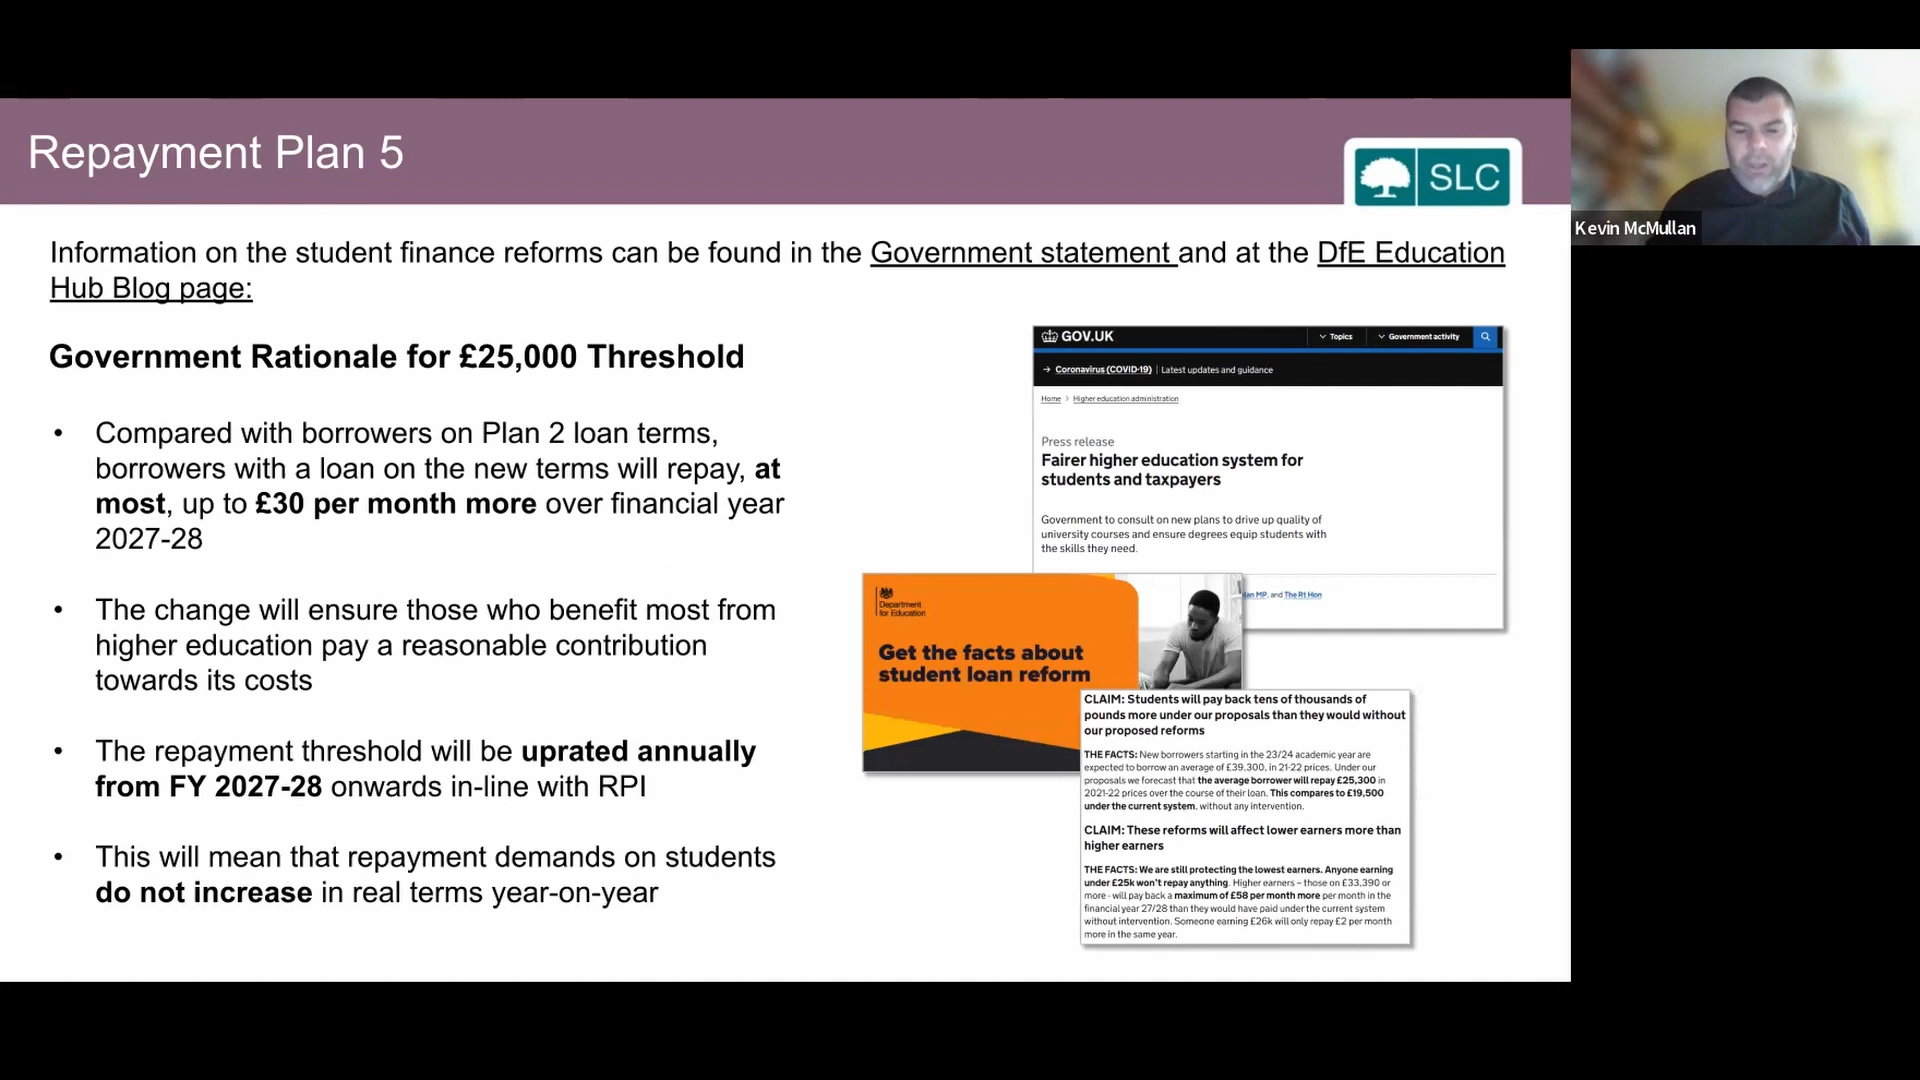 Repayment Plan 5
SLC
Kevin McMullan
Information on the student finance reforms can be found in the Government statement and at the DfE Education
Hub Blog page:
Government Rationale for £25,000 Threshold
• Compared with borrowers on Plan 2 loan terms,
borrowers with a loan on the new terms will repay, at
most, up to £30 per month more over financial year
2027-28
• The change will ensure those who benefit most from
higher education pay a reasonable contribution
towards its costs
• The repayment threshold will be uprated annually
from FY 2027-28 onwards in-line with RPI
• This will mean that repayment demands on students
do not increase in real terms year-on-year
GOV.UK
Topics
Government activity
→ Coronavirus (COVID-19) | Latest updates and guidance
Home > Higher education administration
Press release
Fairer higher education system for
students and taxpayers
Government to consult on new plans to drive up quality of
university courses and ensure degrees equip students with
the skills they need.
MP, and The Rt Hon
Department
for Education
Get the facts about
student loan reform
CLAIM: Students will pay back tens of thousands of
pounds more under our proposals than they would without
our proposed reforms
THE FACTS: New borrowers starting in the 23/24 academic year are
expected to borrow an average of £39,300, in 21-22 prices. Under our
proposals we forecast that the average borrower will repay £25,300 in
2021-22 prices over the course of their loan. This compares to £19,500
under the current system, without any intervention.
CLAIM: These reforms will affect lower earners more than
higher earners
THE FACTS: We are still protecting the lowest earners. Anyone earning
under £25k won't repay anything. Higher earners – those on £33,390 or
more - will pay back a maximum of £58 per month more per month in the
financial year 27/28 than they would have paid under the current system
without intervention. Someone earning £26k will only repay £2 per month
more in the same year.